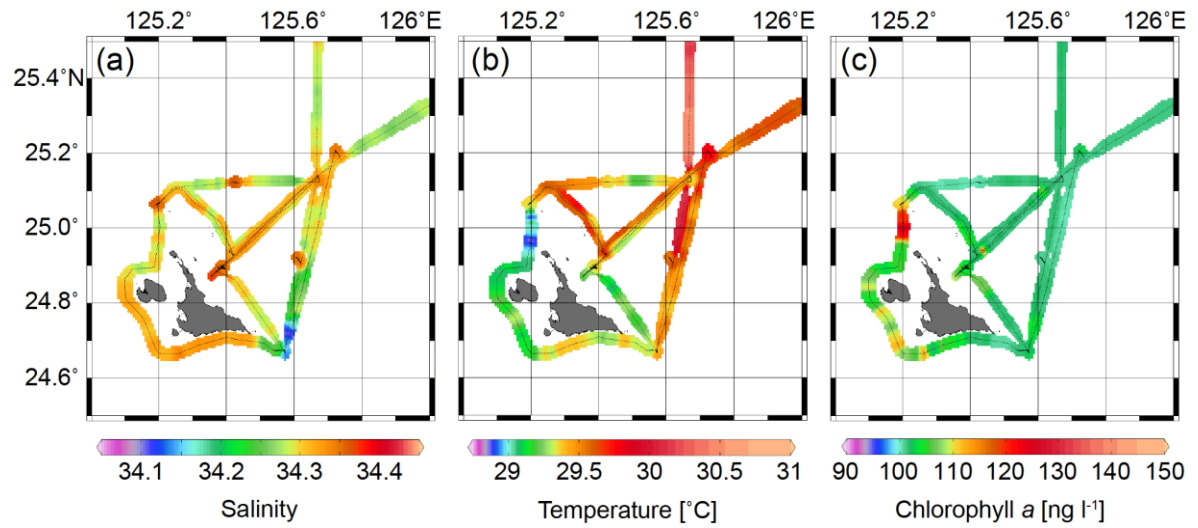 125.2° 125.6° 126°E 125.2° 125.6° 126°E 125.2° 125.6° 126°E
(a) (b) (c)
25.4°N
25.2°
25.0°
24.8°
24.6°
34.1 34.2 34.3 34.4 29 29.5 30 30.5 31 90 100 110 120 130 140 150
Salinity Temperature [°C] Chlorophyll a [ng l⁻¹]